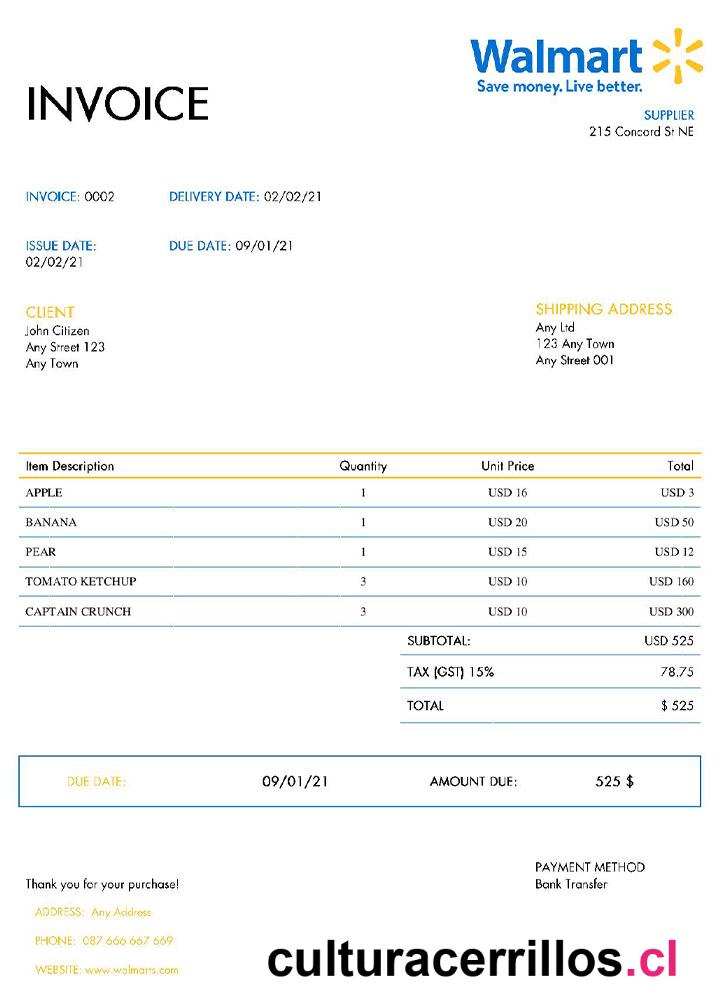 Walmart
Save money. Live better.
INVOICE
SUPPLIER
215 Concord St NE
INVOICE: 0002 DELIVERY DATE: 02/02/21
ISSUE DATE: DUE DATE: 09/01/21
02/02/21
CLIENT
John Citizen
Any Street 123
Any Town
SHIPPING ADDRESS
Any Ltd
123 Any Town
Any Street 001
Item Description Quantity Unit Price Total
APPLE 1 USD 16 USD 3
BANANA 1 USD 20 USD 50
PEAR 1 USD 15 USD 12
TOMATO KETCHUP 3 USD 10 USD 160
CAPTAIN CRUNCH 3 USD 10 USD 300
SUBTOTAL: USD 525
TAX (GST) 15% 78.75
TOTAL $ 525
DUE DATE: 09/01/21 AMOUNT DUE: 525 $
PAYMENT METHOD
Bank Transfer
Thank you for your purchase!
ADDRESS: Any Address
PHONE: 087 666 667 669
WEBSITE: www.walmarts.com
culturacerrillos.cl